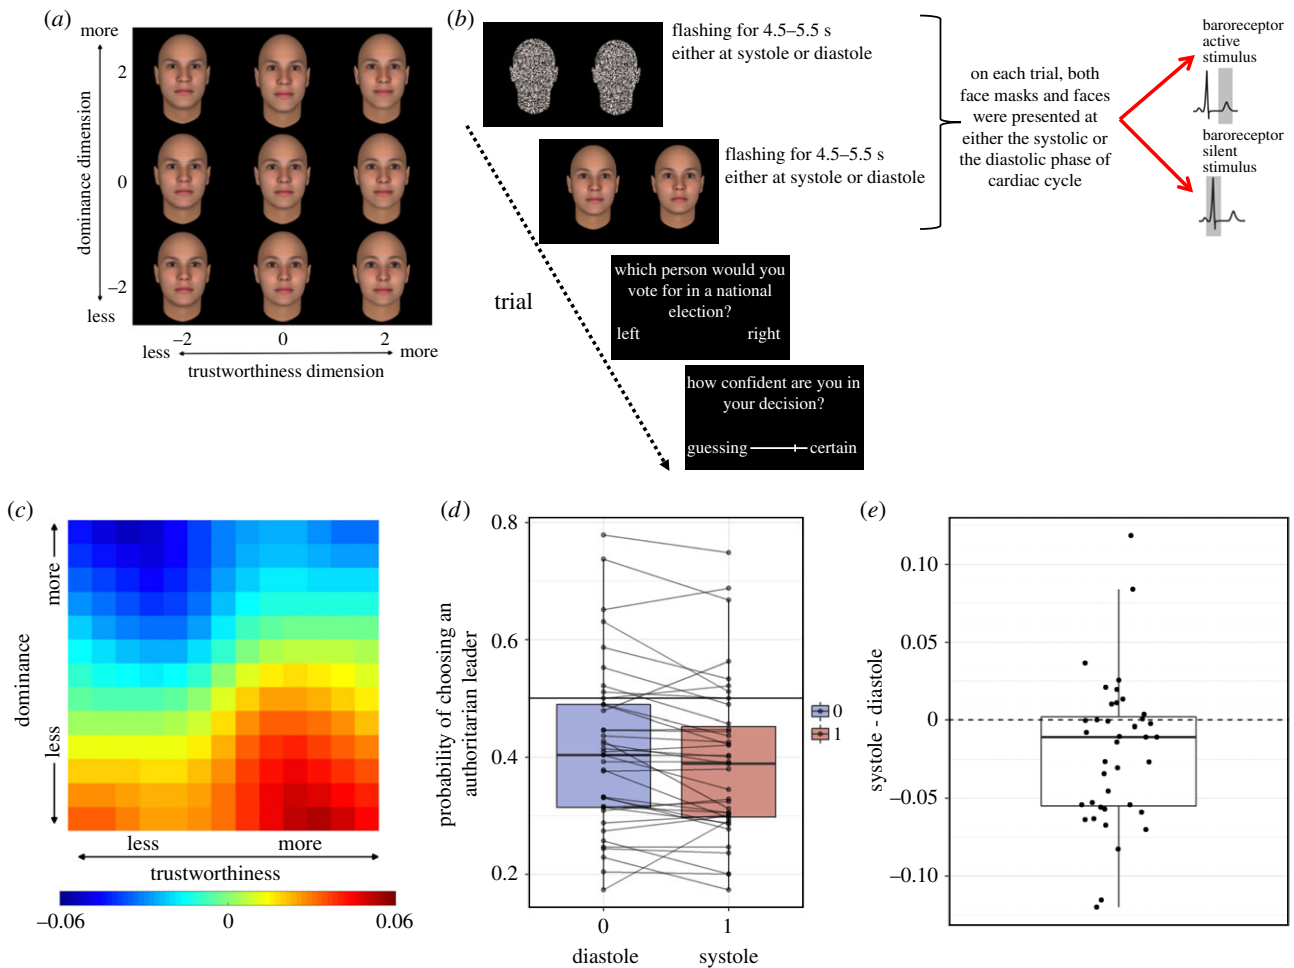 (a)
more
2
dominance dimension
0
−2
less
−2
0
2
less
more
trustworthiness dimension
(b)
flashing for 4.5–5.5 s
either at systole or diastole
flashing for 4.5–5.5 s
either at systole or diastole
trial
which person would you
vote for in a national
election?
left
right
how confident are you in
your decision?
guessing
certain
on each trial, both
face masks and faces
were presented at
either the systolic or
the diastolic phase of
cardiac cycle
baroreceptor
active
stimulus
baroreceptor
silent
stimulus
(c)
more
dominance
less
less
more
trustworthiness
−0.06
0
0.06
(d)
0.8
0.6
0.4
0.2
probability of choosing an
authoritarian leader
0
1
diastole
systole
0
1
(e)
0.10
0.05
0
−0.05
−0.10
systole - diastole